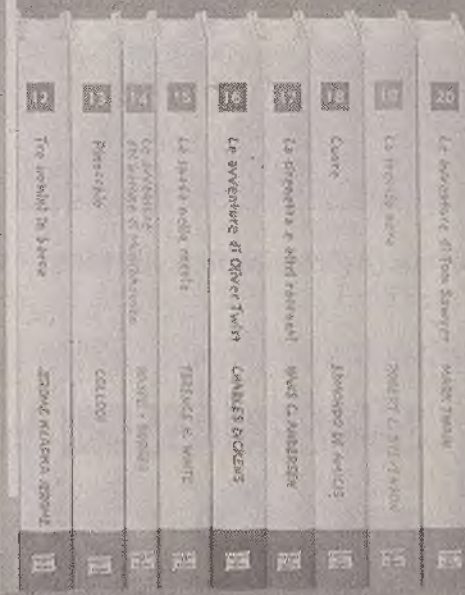 12
Tre uomini in barca
JEROME KLAPKA JEROME
13
Pinocchio
COLLODI
14
Le avventure
15
La spada nella roccia
TERENCE H. WHITE
16
Le avventure di Oliver Twist
CHARLES DICKENS
17
La sirenetta e altri racconti
HANS C. ANDERSEN
18
Cuore
EDMONDO DE AMICIS
19
ROBERT L. STEVENSON
20
Le avventure di Tom Sawyer
MARK TWAIN